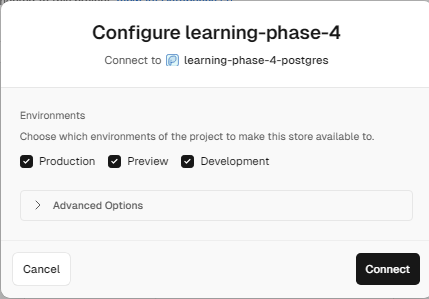 Configure learning-phase-4
Connect to learning-phase-4-postgres
Environments
Choose which environments of the project to make this store available to.
Production Preview Development
Advanced Options
Cancel Connect